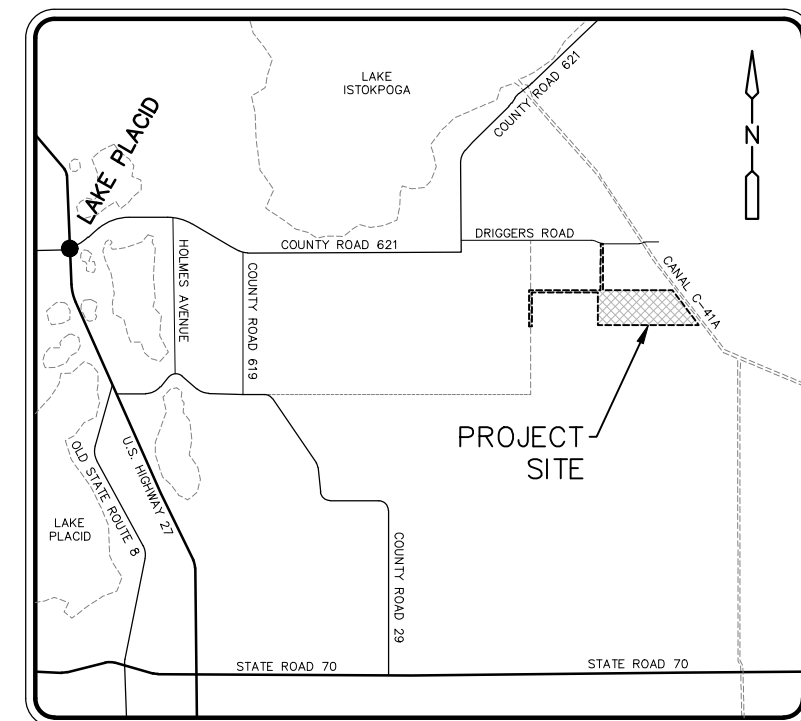 LAKE
ISTOKPOGA
COUNTY ROAD 621
LAKE PLACID
N
DRIGGERS ROAD
COUNTY ROAD 621
HOLMES AVENUE
COUNTY ROAD 619
CANAL C-41A
PROJECT
SITE
OLD STATE ROUTE 8
U.S. HIGHWAY 27
LAKE
PLACID
COUNTY ROAD 29
STATE ROAD 70
STATE ROAD 70